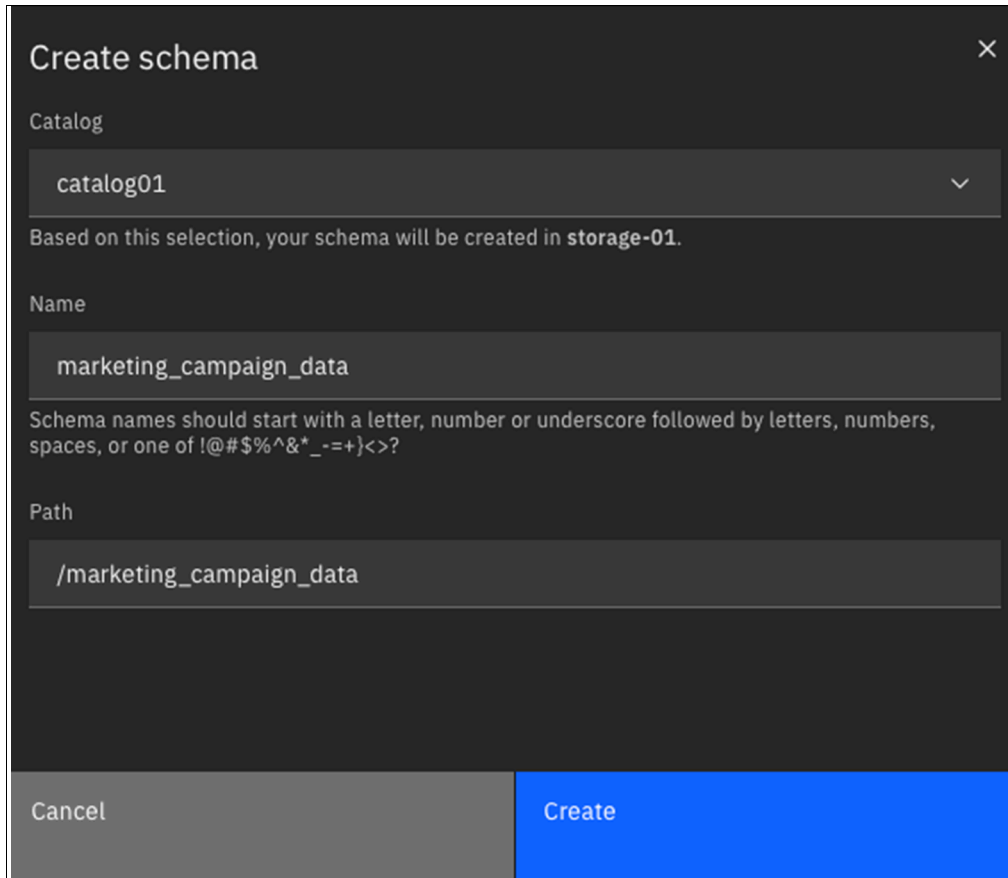 Create schema
Catalog
catalog01
Based on this selection, your schema will be created in storage-01.
Name
marketing_campaign_data
Schema names should start with a letter, number or underscore followed by letters, numbers,
spaces, or one of !@#$%^&*_-=+}<>?
Path
/marketing_campaign_data
Cancel
Create